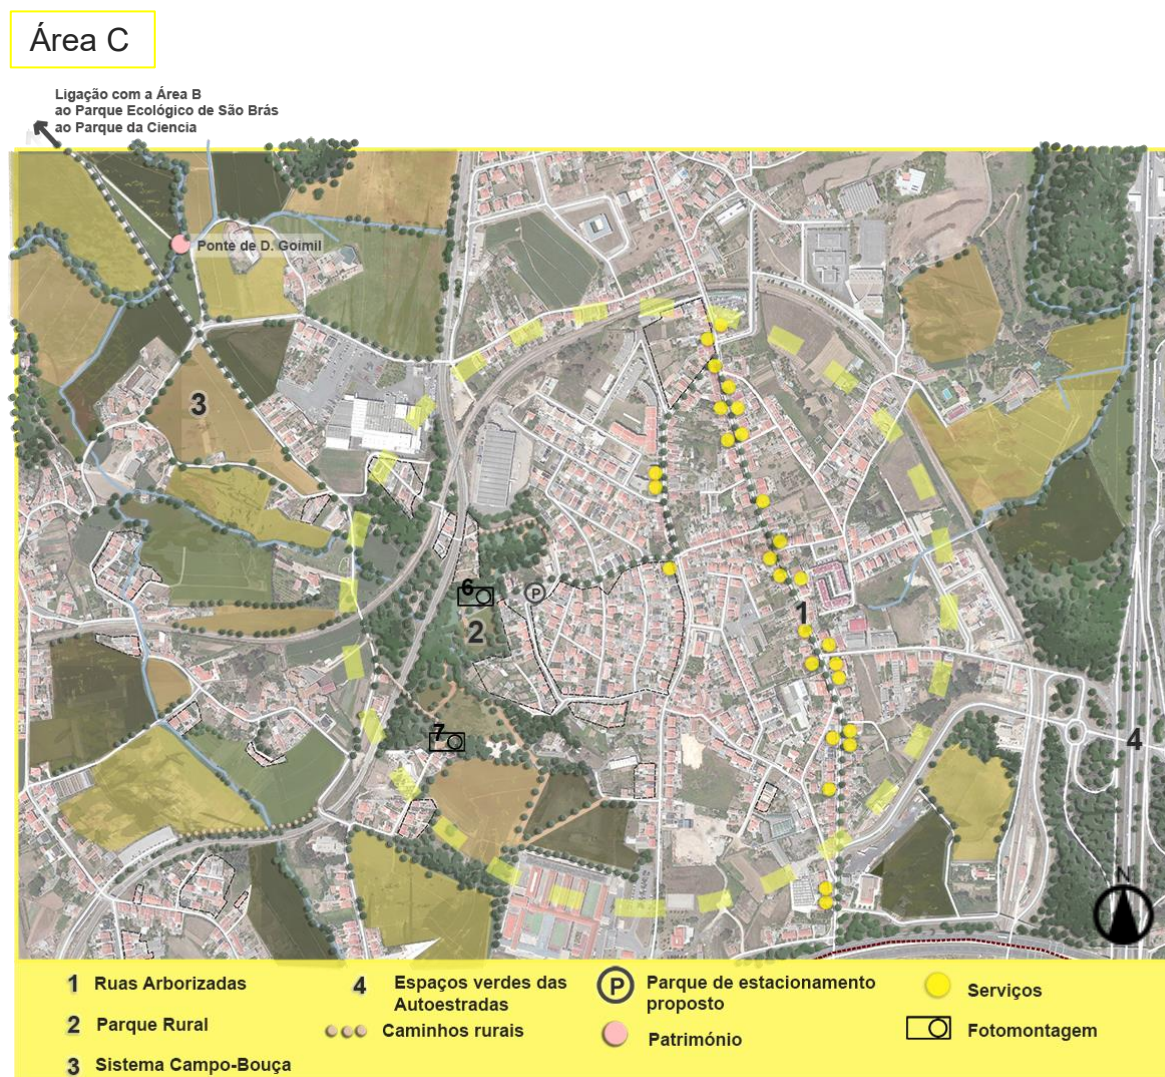 Área C
Ligação com a Área B
ao Parque Ecológico de São Brás
ao Parque da Ciencia
Ponte de D. Goímil
3
6
P
2
1
7
4
N
1 Ruas Arborizadas
2 Parque Rural
3 Sistema Campo-Bouça
4 Espaços verdes das
Autoestradas
Caminhos rurais
P Parque de estacionamento
proposto
Património
Serviços
Fotomontagem